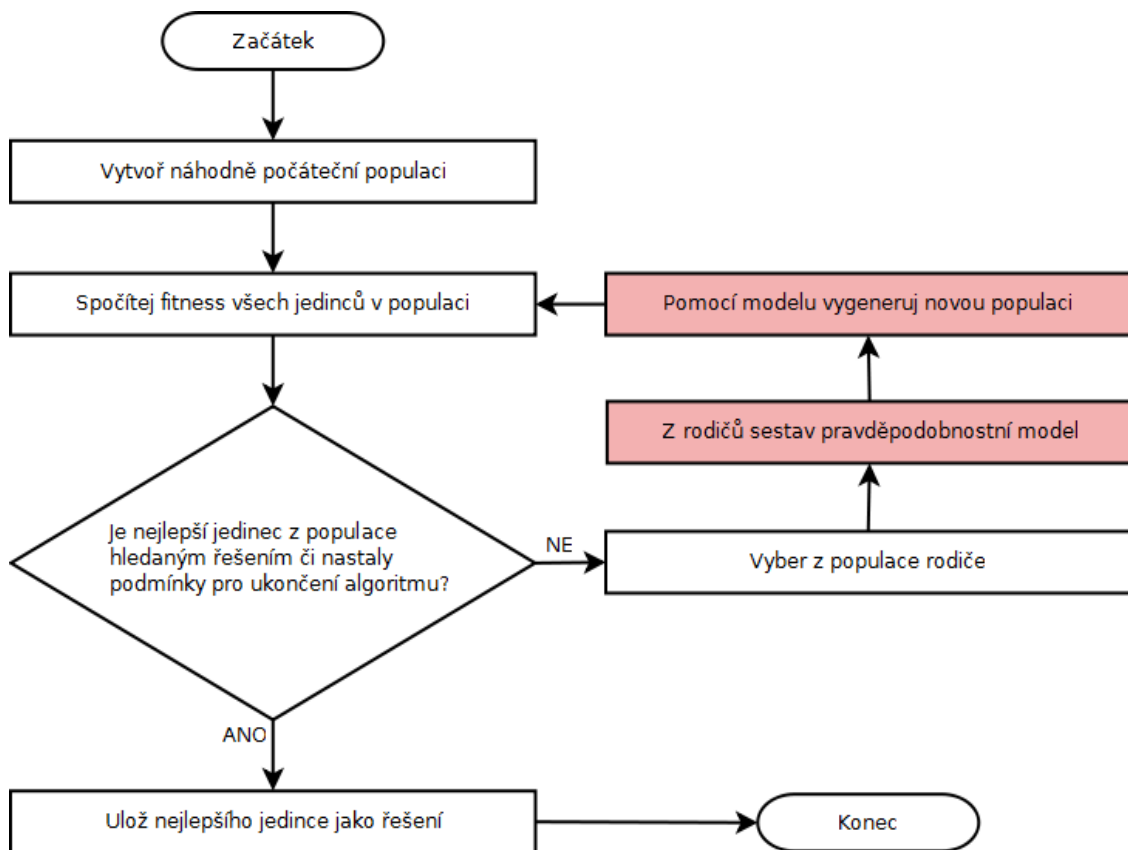 Začátek
Vytvoř náhodně počáteční populaci
Spočítej fitness všech jedinců v populaci
Pomocí modelu vygeneruj novou populaci
Z rodičů sestav pravděpodobnostní model
Je nejlepší jedinec z populace
hledaným řešením či nastaly
podmínky pro ukončení algoritmu?
NE
Vyber z populace rodiče
ANO
Ulož nejlepšího jedince jako řešení
Konec